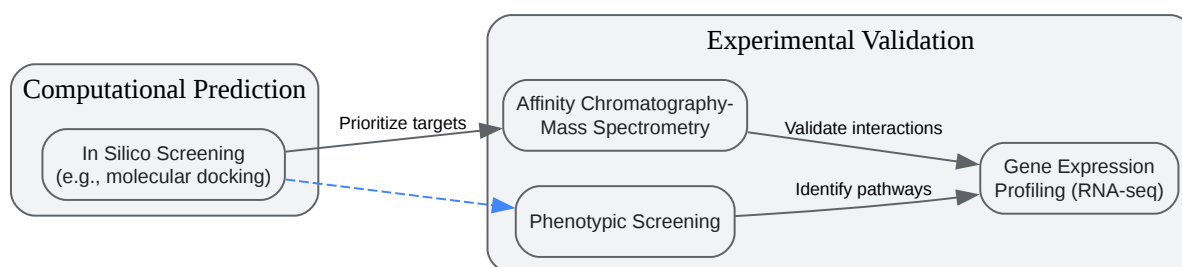 Computational Prediction
In Silico Screening
(e.g., molecular docking)
Prioritize targets
Experimental Validation
Affinity Chromatography-
Mass Spectrometry
Phenotypic Screening
Validate interactions
Identify pathways
Gene Expression
Profiling (RNA-seq)